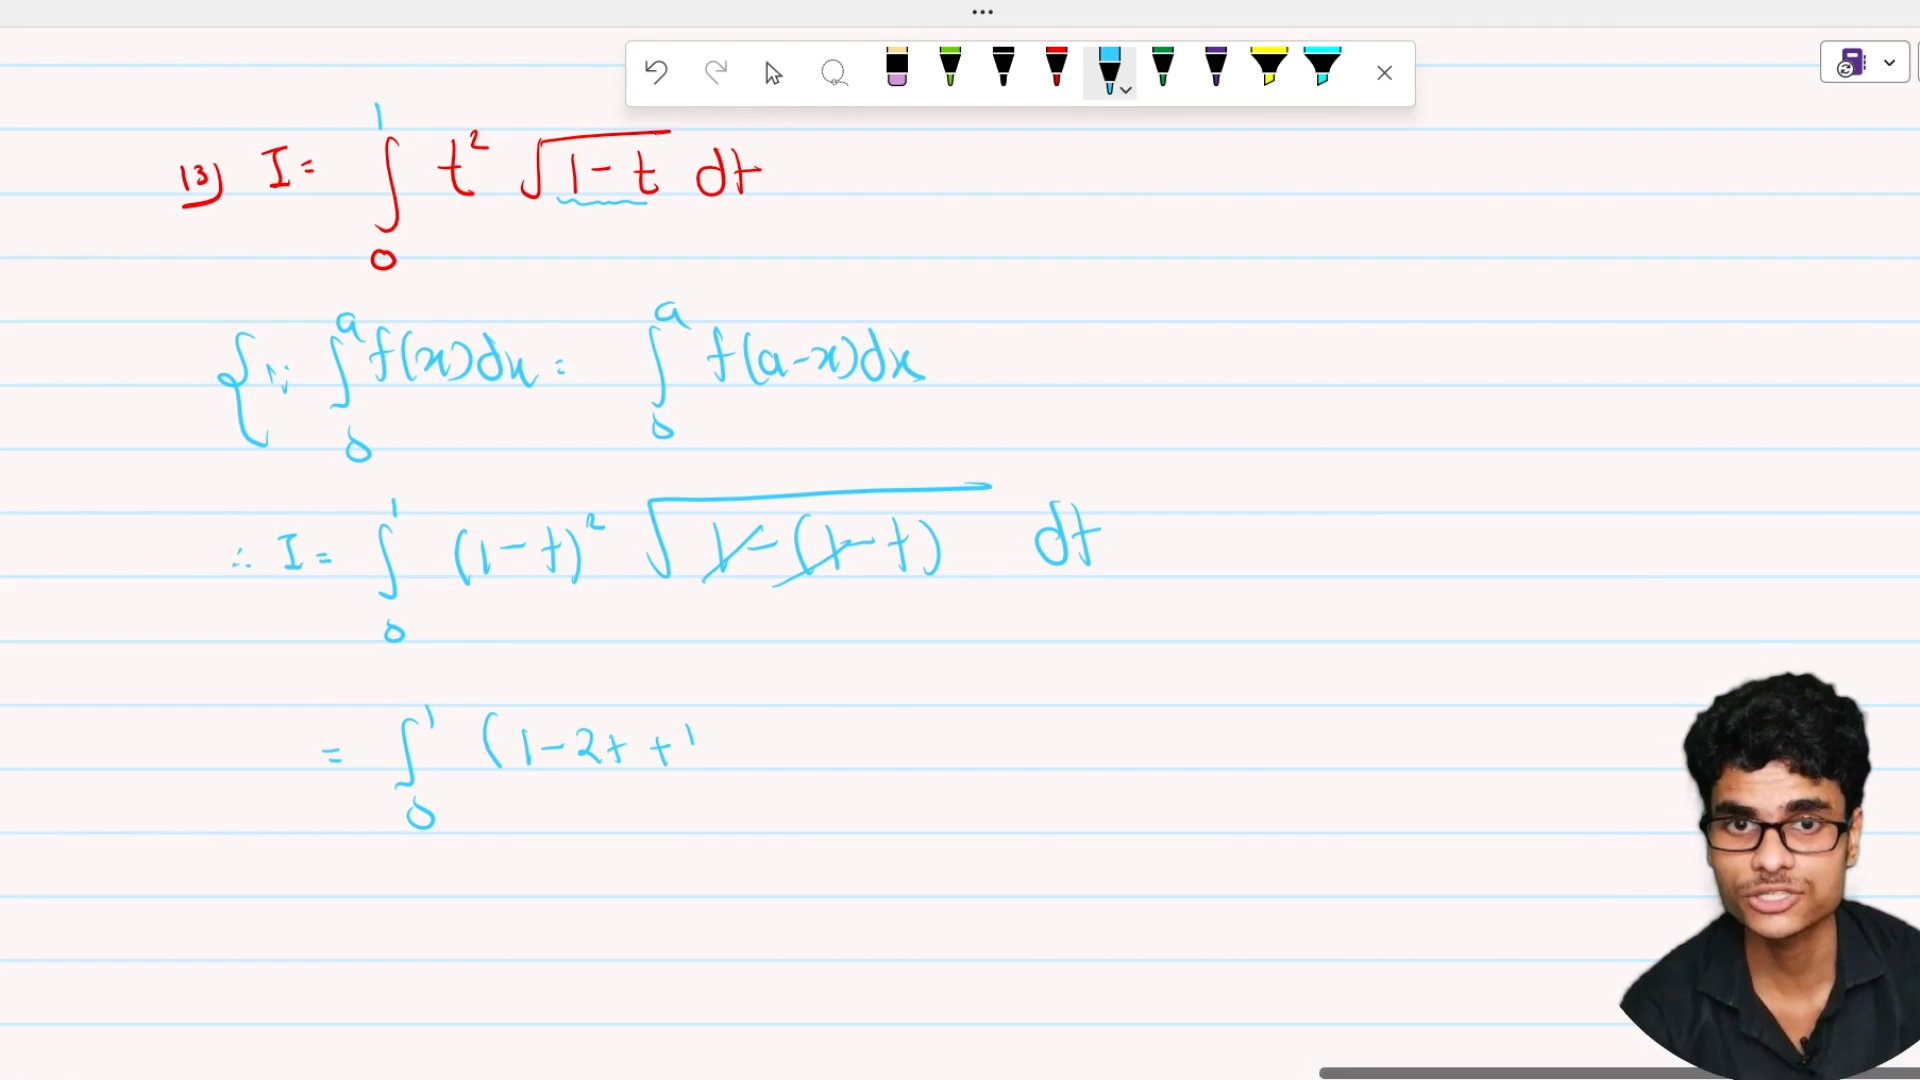 13) I = ∫₀¹ t² √(1-t) dt
{∵ ∫₀ᵃ f(x)dx = ∫₀ᵃ f(a-x)dx
∴ I = ∫₀¹ (1-t)² √(1-(1-t)) dt
= ∫₀¹ (1-2t +